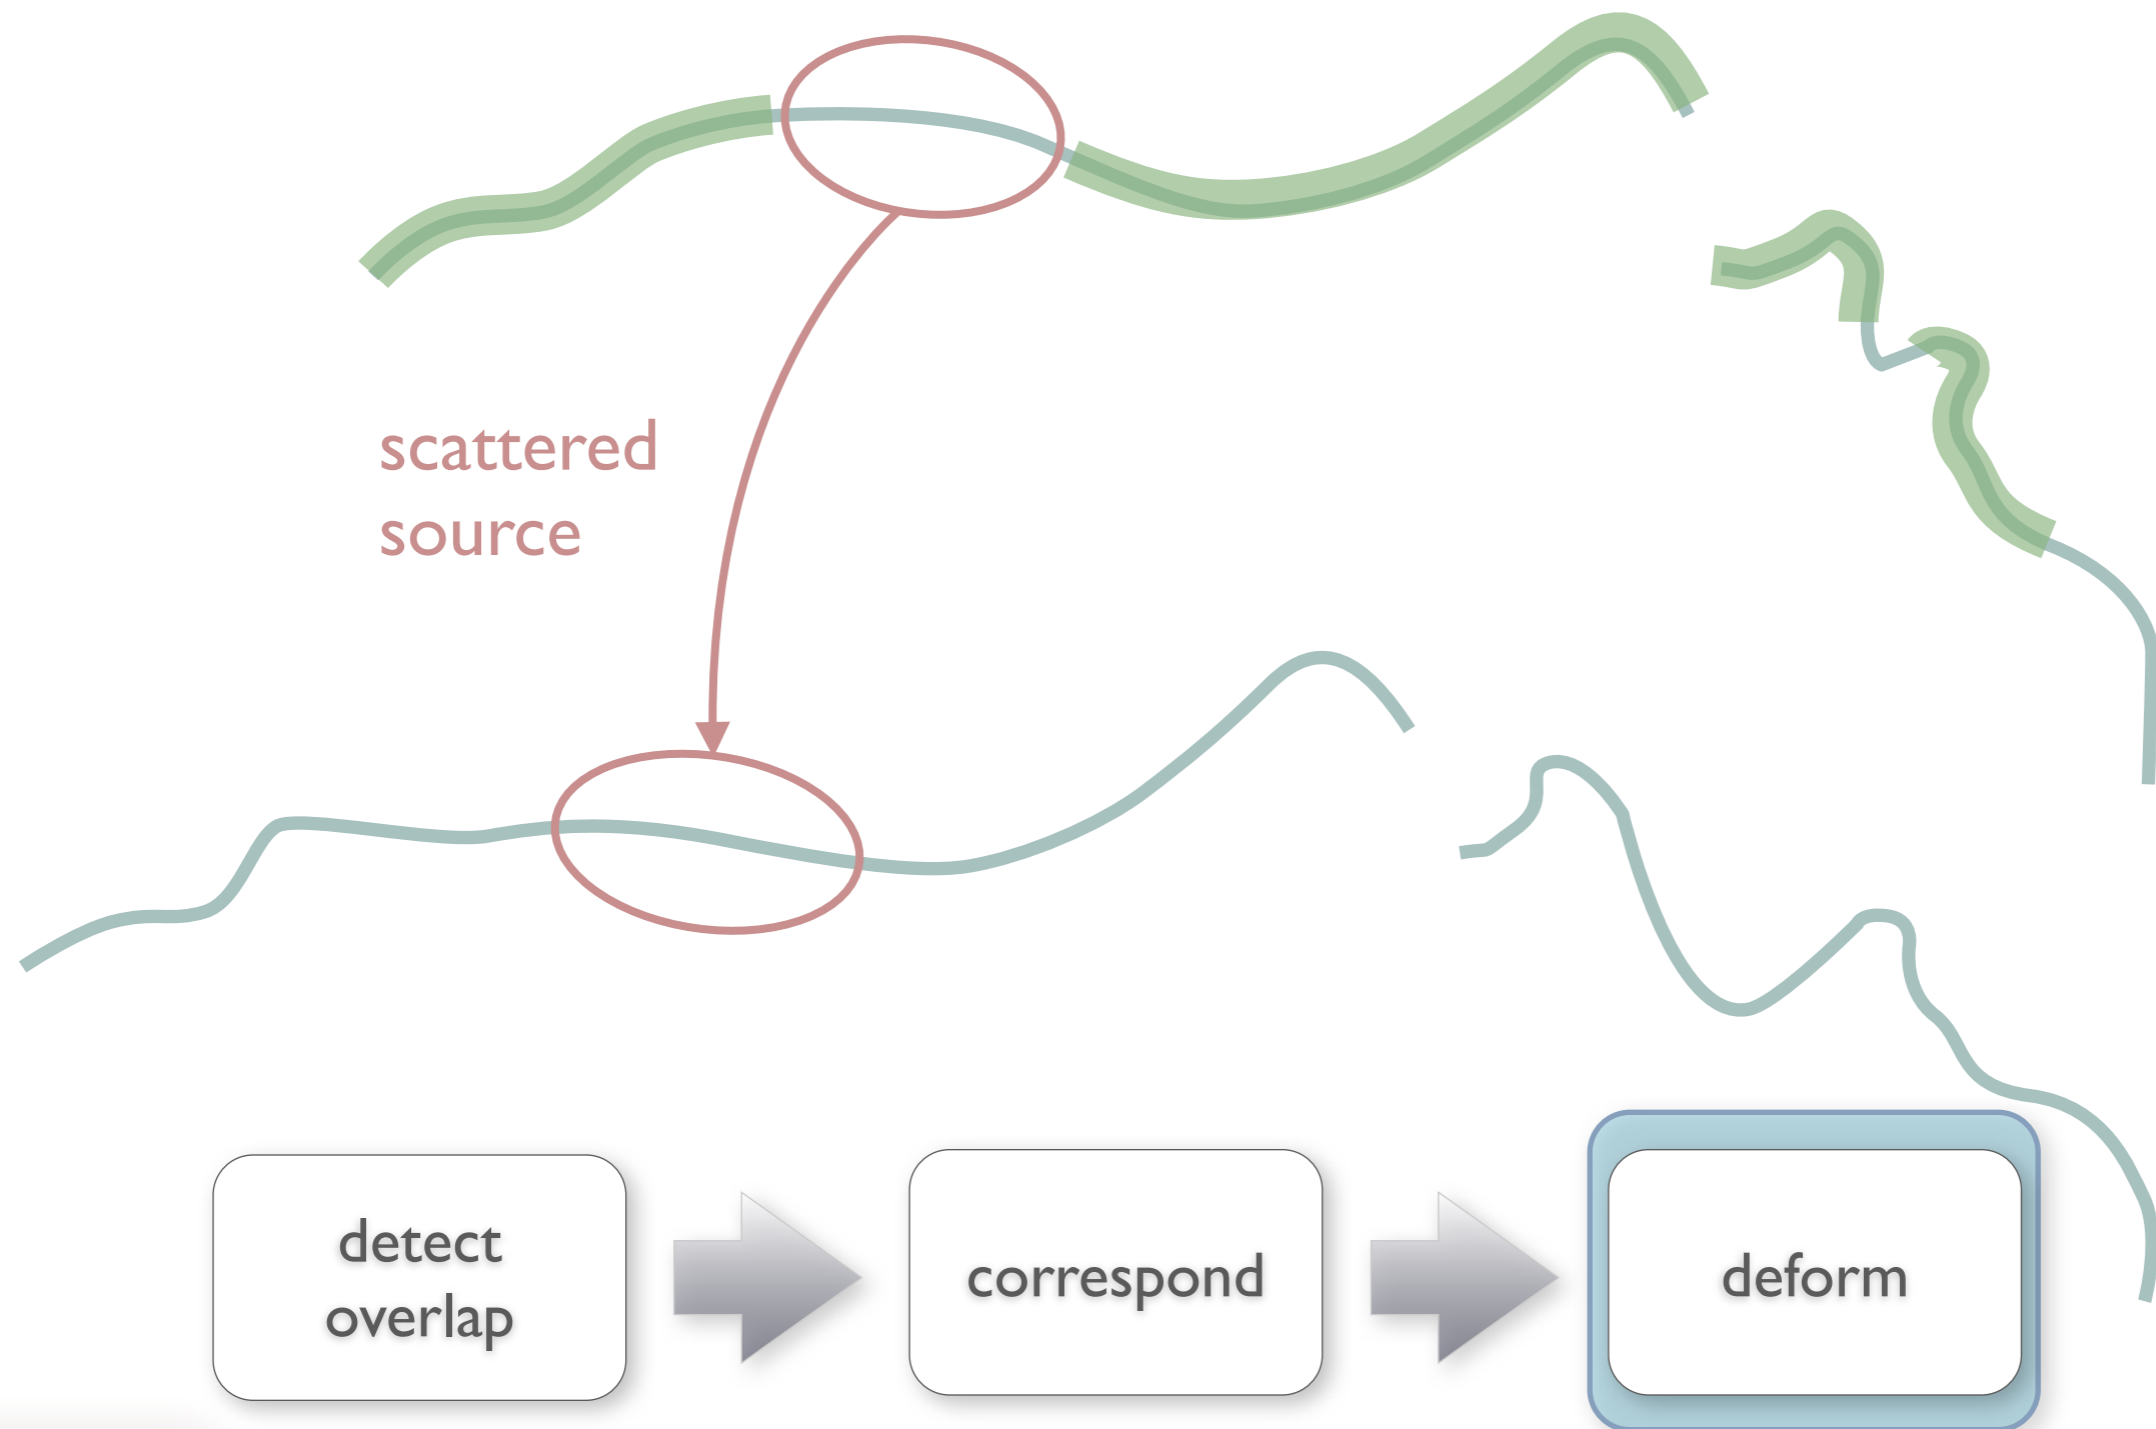 scattered
source
detect
overlap
correspond
deform